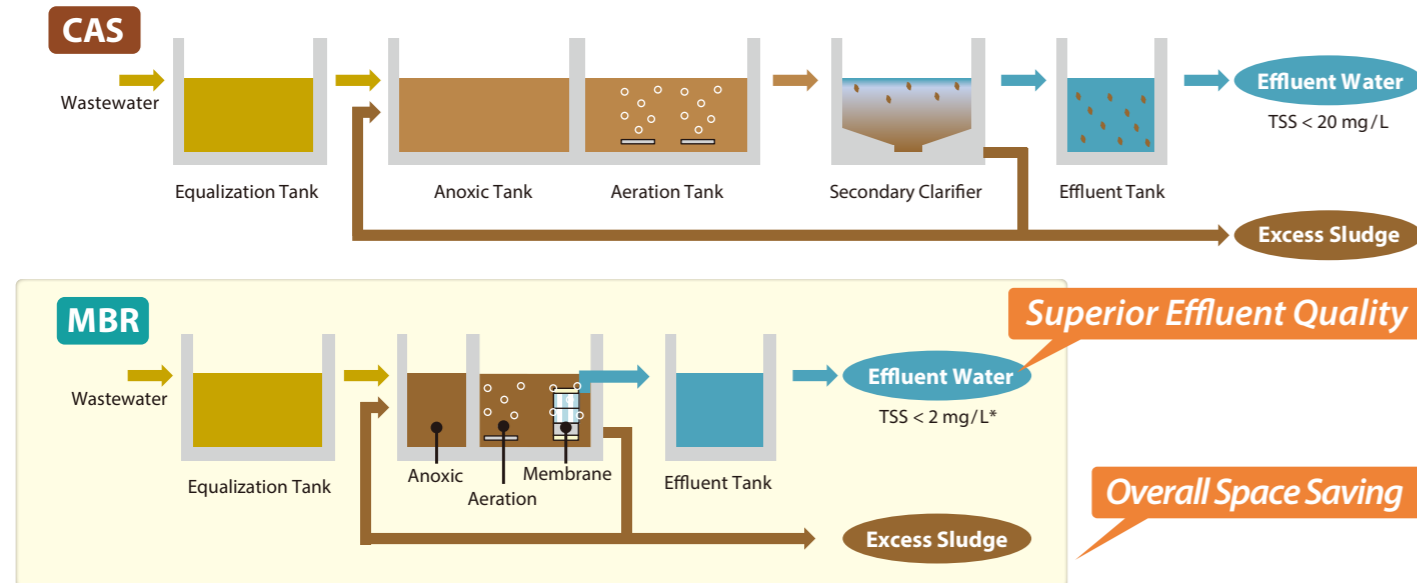 CAS
Wastewater
Equalization Tank
Anoxic Tank
Aeration Tank
Secondary Clarifier
Effluent Tank
Effluent Water
TSS < 20 mg/L
Excess Sludge
MBR
Superior Effluent Quality
Wastewater
Equalization Tank
Anoxic
Aeration
Membrane
Effluent Tank
Effluent Water
TSS < 2 mg/L*
Overall Space Saving
Excess Sludge